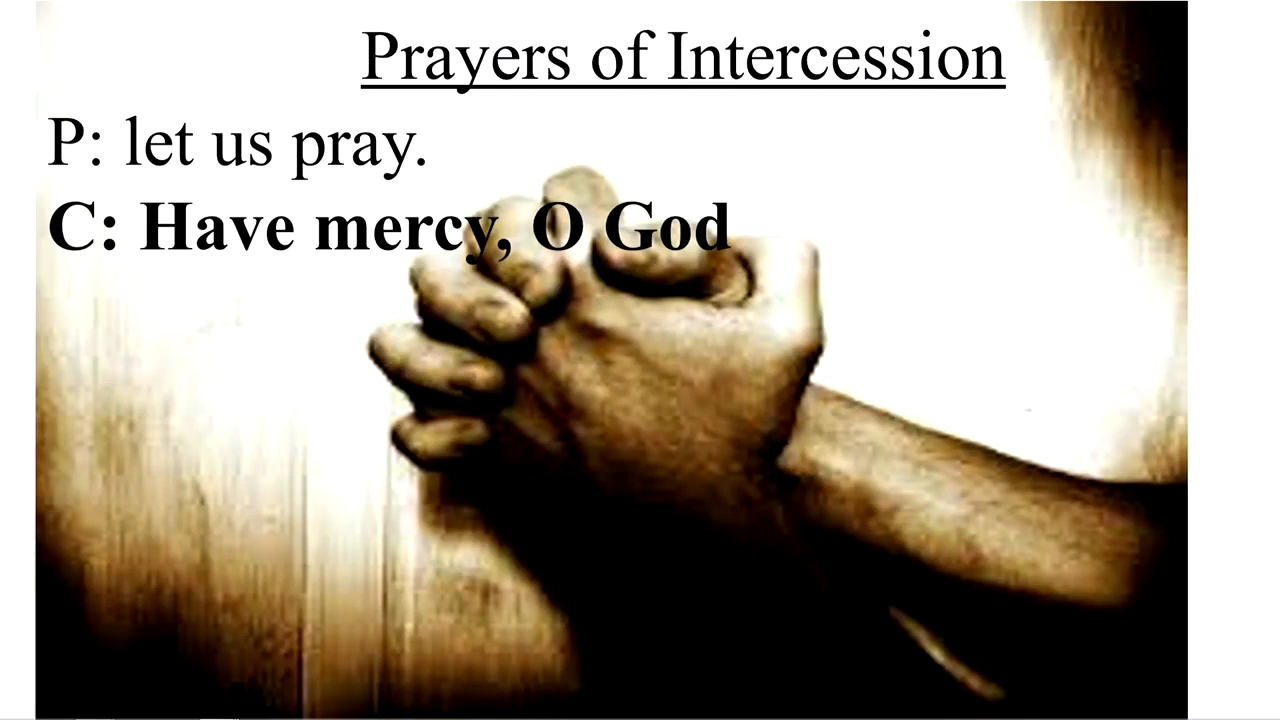 Prayers of Intercession
P: let us pray.
C: Have mercy, O God